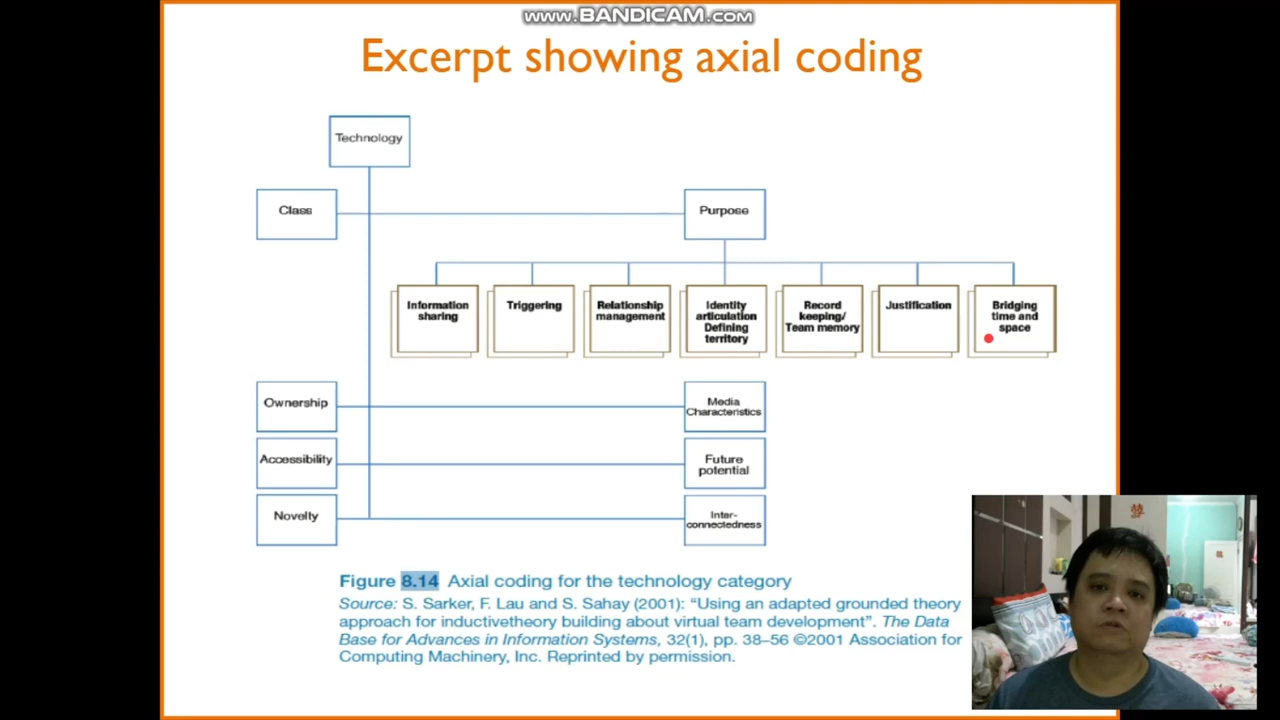 www.BANDICAM.com
Excerpt showing axial coding
Technology
Class
Purpose
Information
sharing
Triggering
Relationship
management
Identity
articulation
Defining
territory
Record
keeping/
Team memory
Justification
Bridging
time and
space
Ownership
Media
Characteristics
Accessibility
Future
potential
Novelty
Inter-
connectedness
Figure 8.14 Axial coding for the technology category
Source: S. Sarker, F. Lau and S. Sahay (2001): “Using an adapted grounded theory
approach for inductivetheory building about virtual team development”. The Data
Base for Advances in Information Systems, 32(1), pp. 38–56 ©2001 Association for
Computing Machinery, Inc. Reprinted by permission.